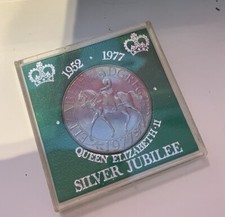 1952 · 1977
QUEEN ELIZABETH·II
SILVER JUBILEE